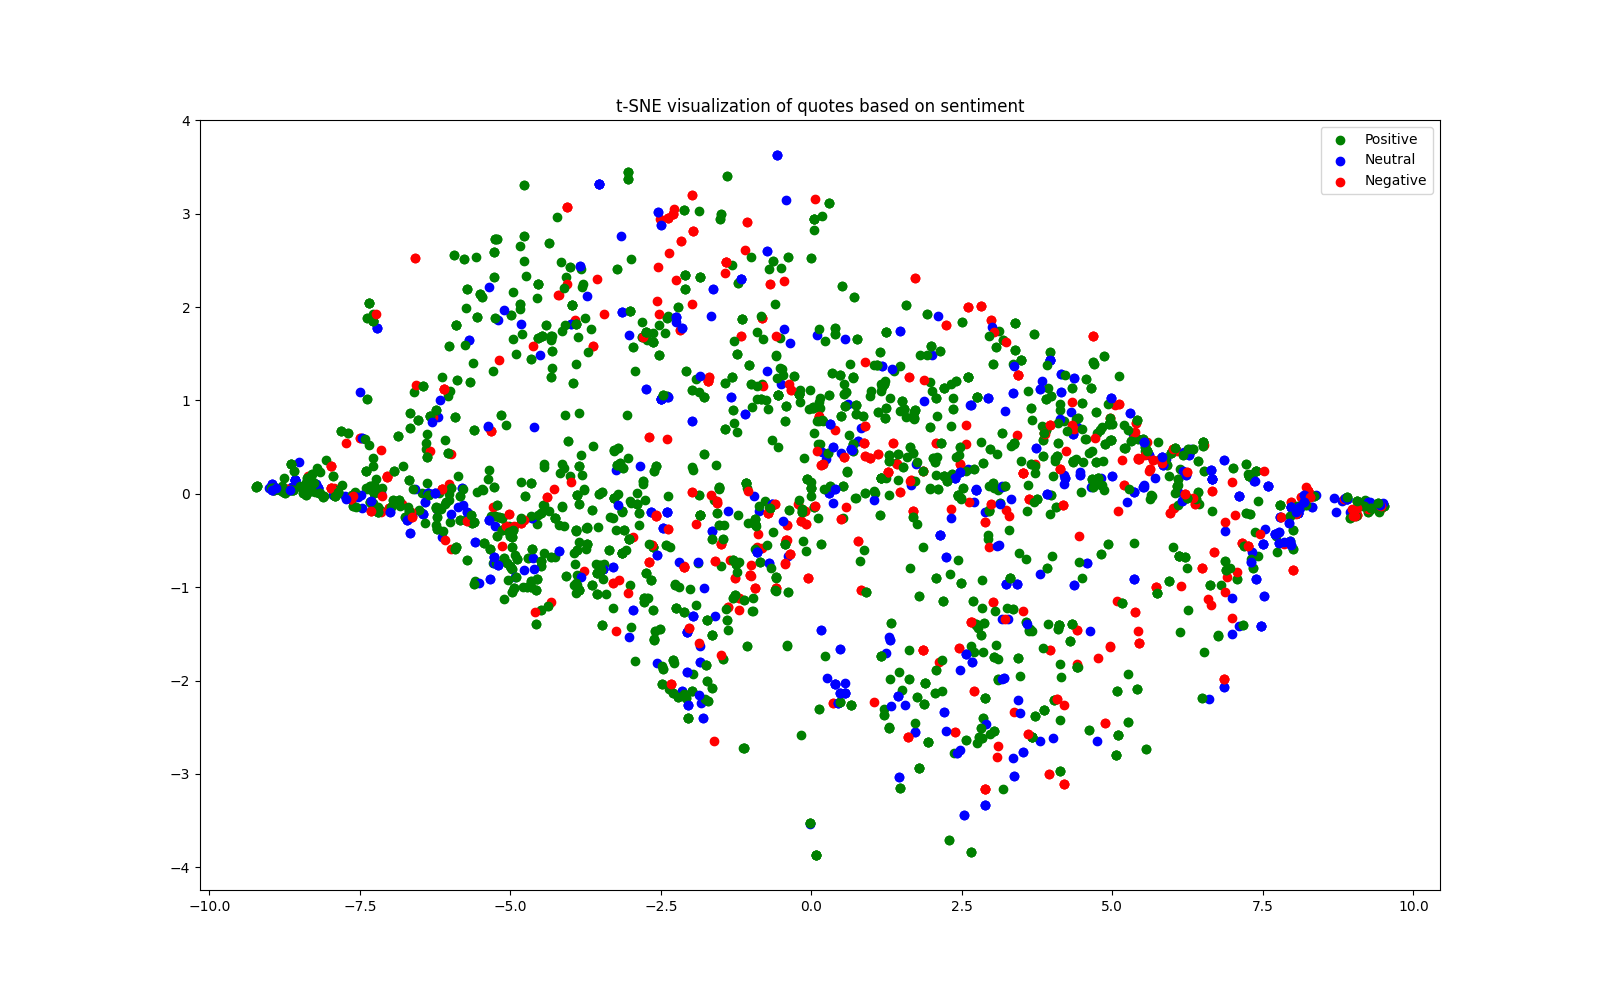 t-SNE visualization of quotes based on sentiment
Positive
Neutral
Negative
4
3
2
1
0
−1
−2
−3
−4
−10.0 −7.5 −5.0 −2.5 0.0 2.5 5.0 7.5 10.0